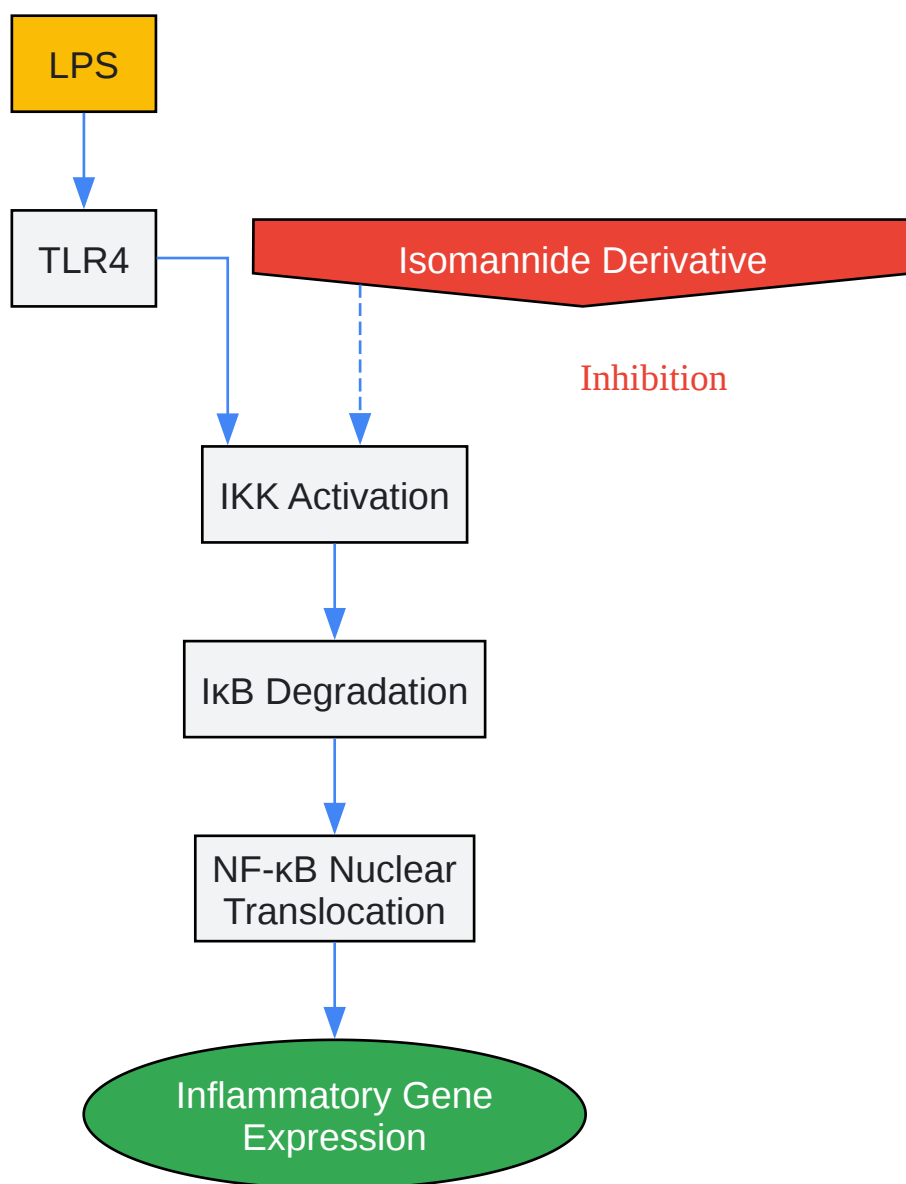 LPS
TLR4
Isomannide Derivative
Inhibition
IKK Activation
IκB Degradation
NF-κB Nuclear
Translocation
Inflammatory Gene
Expression